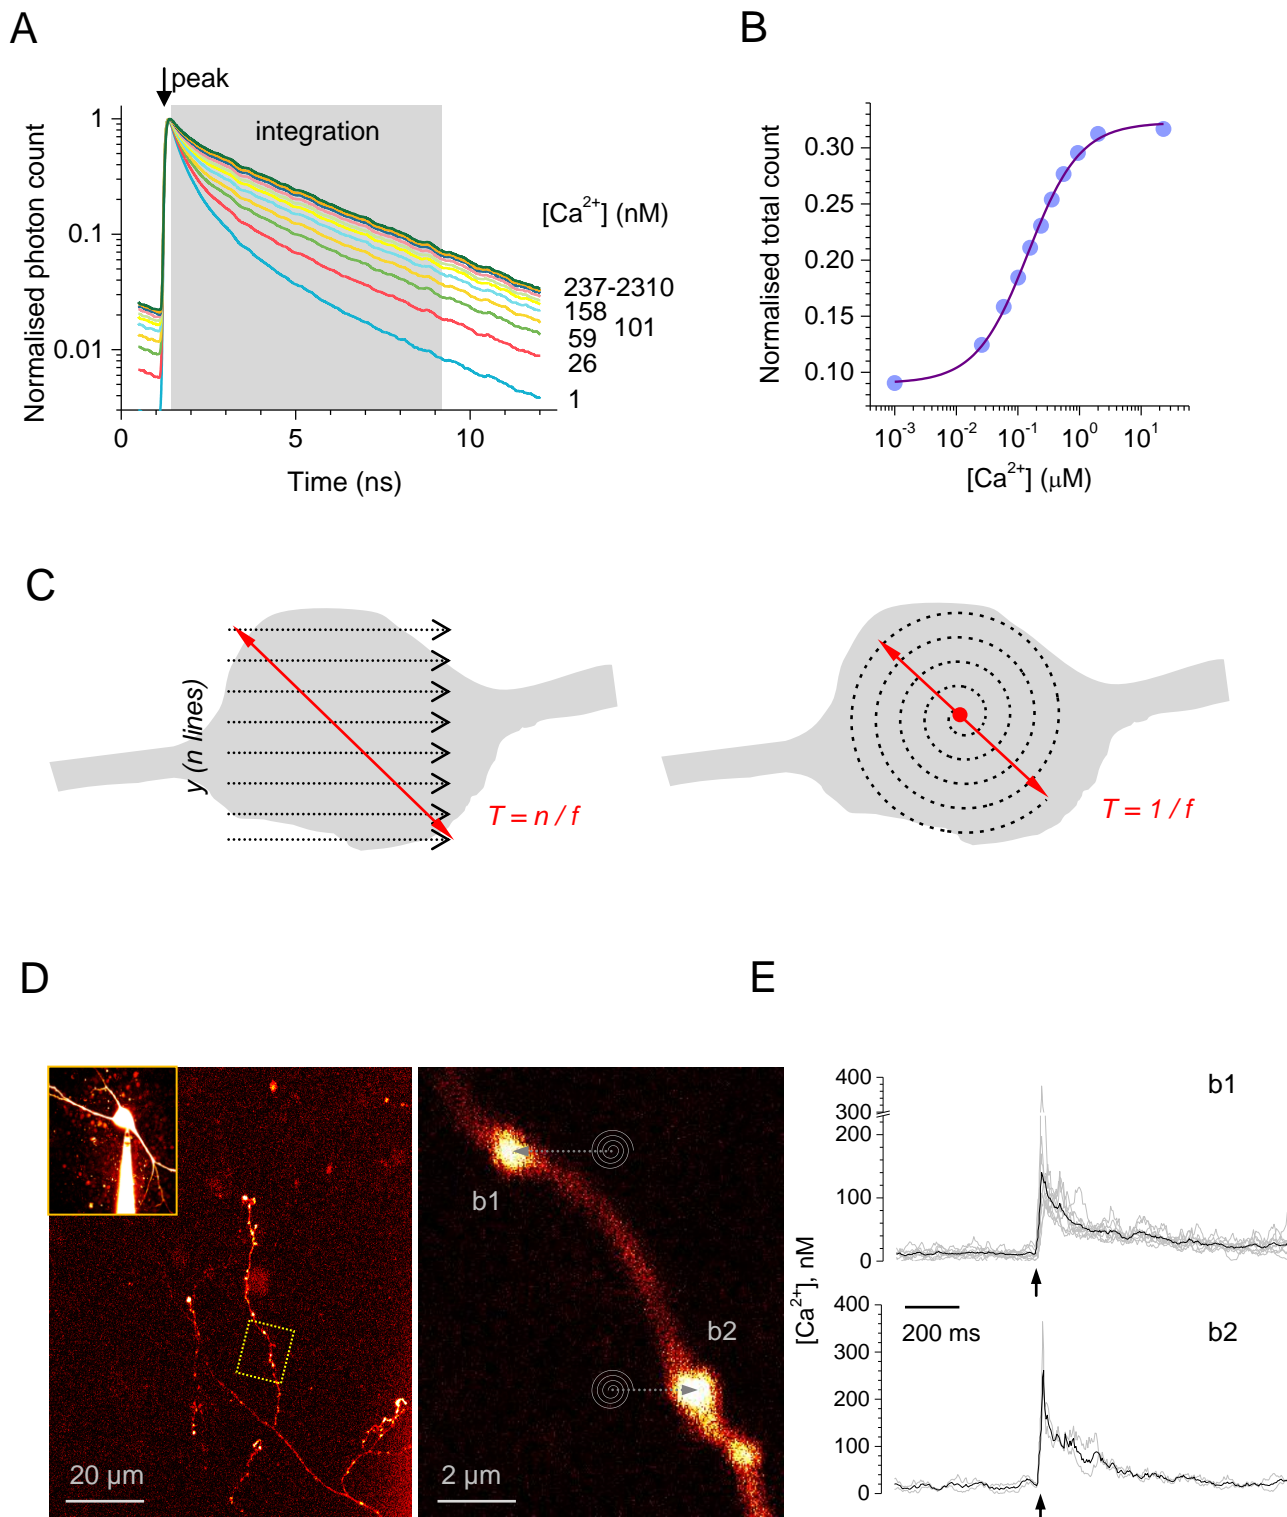 A
peak
integration
Normalised photon count
1
0.1
0.01
0
5
10
Time (ns)
[Ca²⁺] (nM)
237-2310
158
101
59
26
1
B
Normalised total count
0.30
0.25
0.20
0.15
0.10
10⁻³
10⁻²
10⁻¹
10⁰
10¹
[Ca²⁺] (μM)
C
y (n lines)
T = n / f
T = 1 / f
D
20 μm
b1
b2
2 μm
E
b1
400
300
200
100
0
[Ca²⁺], nM
200 ms
b2
400
300
200
100
0